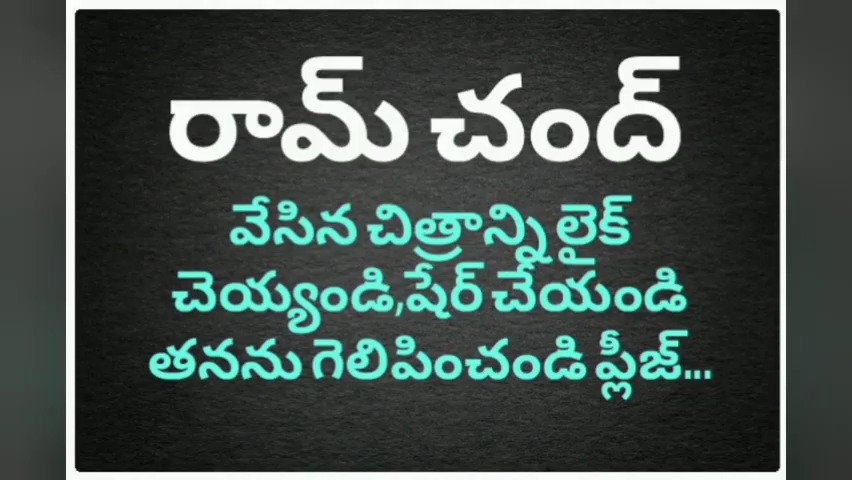 రామ్ చంద్
వేసిన చిత్రాన్ని లైక్
చెయ్యండి,షేర్ చేయండి
తనను గెలిపించండి ప్లీజ్...